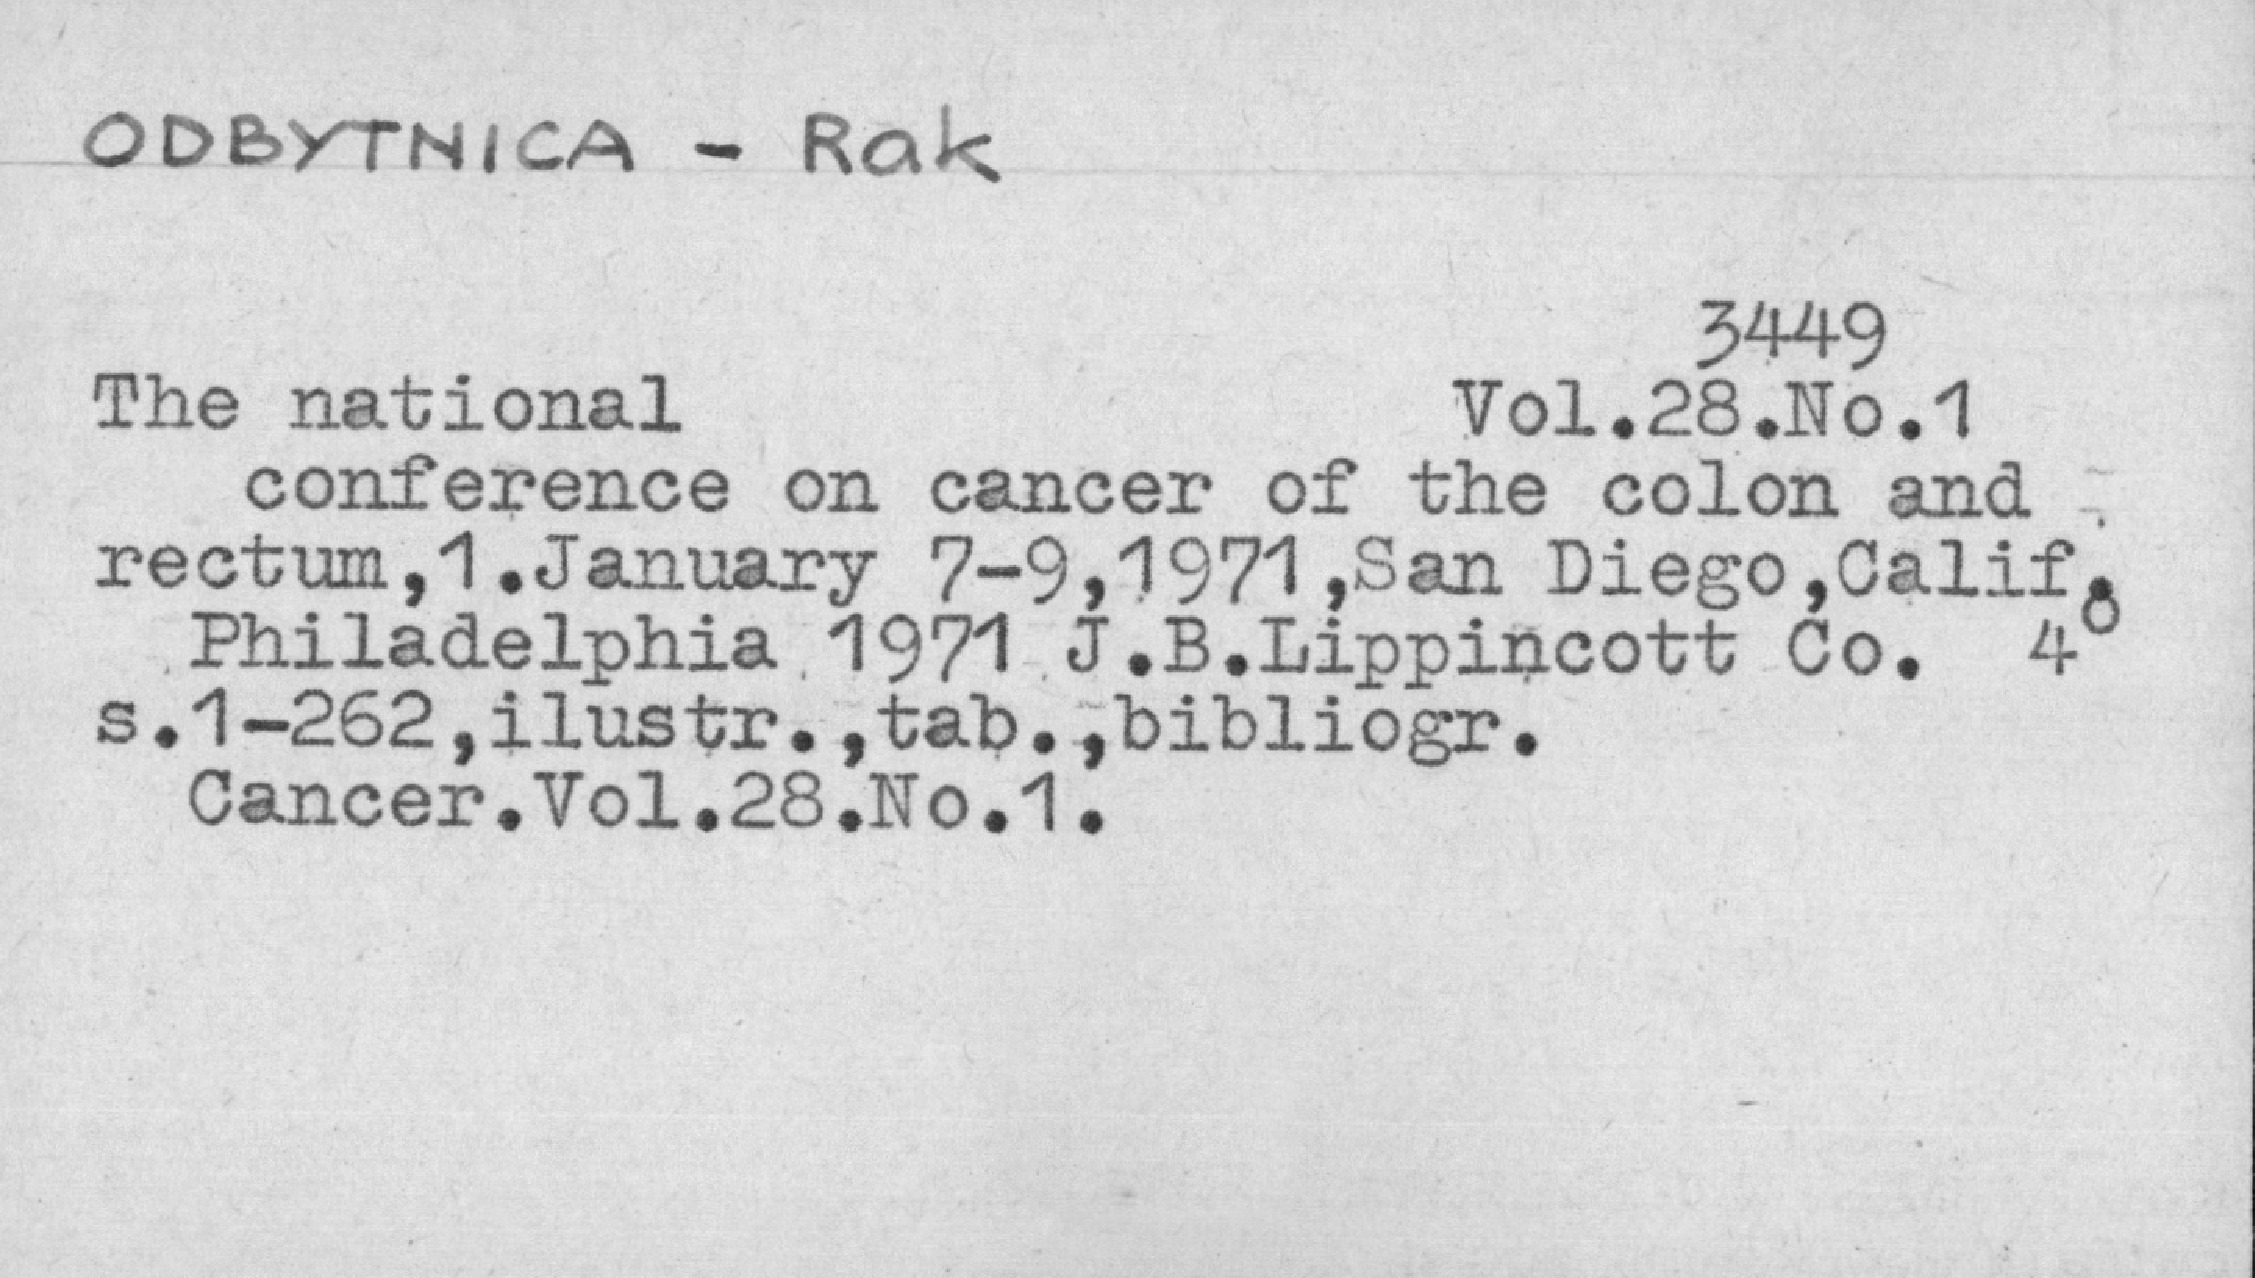 ODBYTNICA - Rak
3449
The national Vol.28.No.1
conference on cancer of the colon and
rectum,1.January 7-9,1971,San Diego,Calif.
Philadelphia 1971 J.B.Lippincott Co. 4°
s.1-262,ilustr.,tab.,bibliogr.
Cancer.Vol.28.No.1.